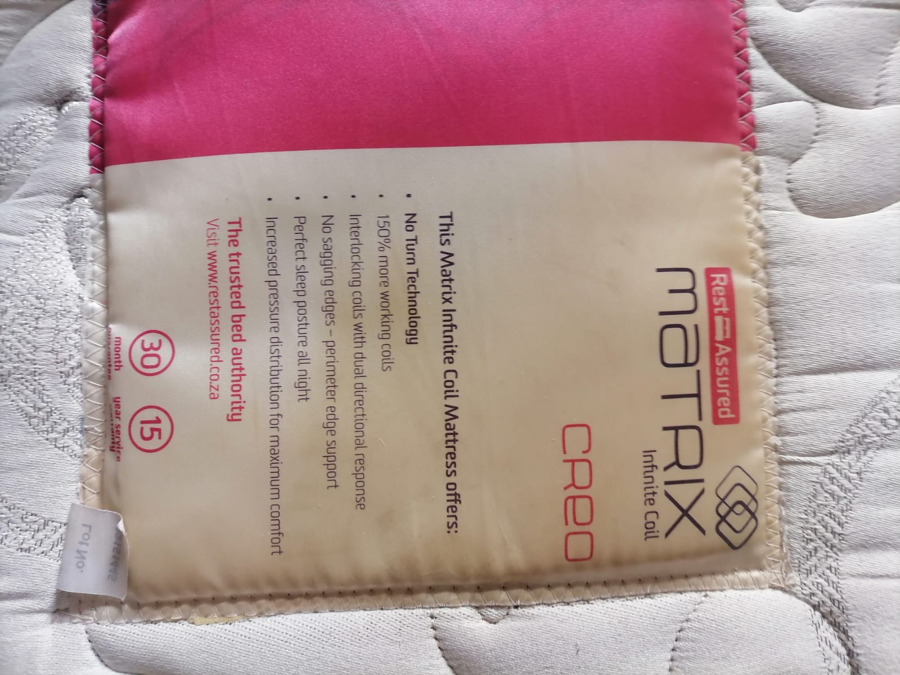 Rest Assured
MATRIX
Infinite Coil
CREO
This Matrix Infinite Coil Mattress offers:
• No Turn Technology
• 150% more working coils
• Interlocking coils with dual directional response
• No sagging edges – perimeter edge support
• Perfect sleep posture all night
• Increased pressure distribution for maximum comfort
The trusted bed authority
Visit www.restassured.co.za
30
month
15
year service